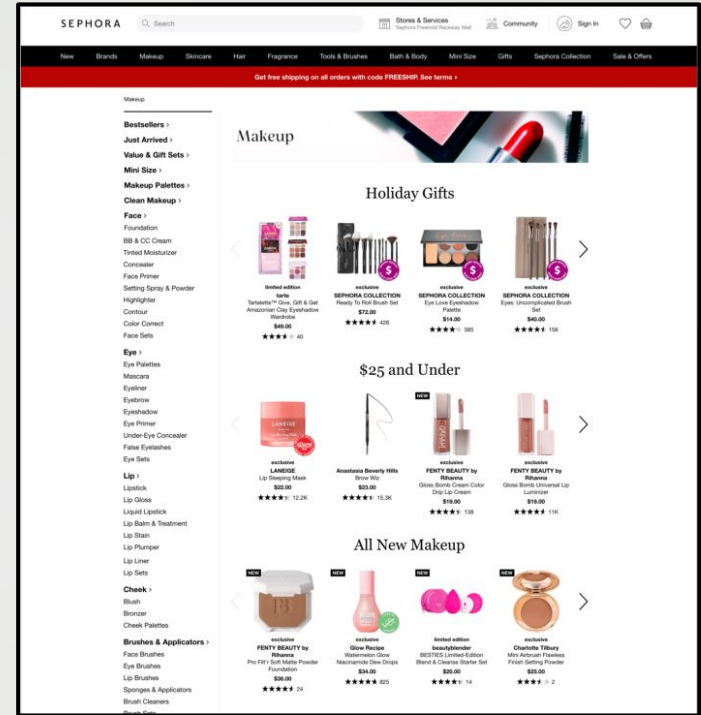 SEPHORA
Search
Stores & Services
Sephora Freehold Raceway Mall
Community
Sign In
New Brands Makeup Skincare Hair Fragrance Tools & Brushes Bath & Body Mini Size Gifts Sephora Collection Sale & Offers
Get free shipping on all orders with code FREESHIP. See terms ›
Makeup
Bestsellers ›
Just Arrived ›
Value & Gift Sets ›
Mini Size ›
Makeup Palettes ›
Clean Makeup ›
Face ›
Foundation
BB & CC Cream
Tinted Moisturizer
Concealer
Face Primer
Setting Spray & Powder
Highlighter
Contour
Color Correct
Face Sets
Eye ›
Eye Palettes
Mascara
Eyeliner
Eyebrow
Eyeshadow
Eye Primer
Under-Eye Concealer
False Eyelashes
Eye Sets
Lip ›
Lipstick
Lip Gloss
Liquid Lipstick
Lip Balm & Treatment
Lip Stain
Lip Plumper
Lip Liner
Lip Sets
Cheek ›
Blush
Bronzer
Cheek Palettes
Brushes & Applicators ›
Face Brushes
Eye Brushes
Lip Brushes
Sponges & Applicators
Brush Cleaners
Brush Sets
Makeup
Holiday Gifts
limited edition
tarte
Tartelette™ Give, Gift & Get
Amazonian Clay Eyeshadow
Wardrobe
$49.00
40
$
exclusive
SEPHORA COLLECTION
Ready To Roll Brush Set
$72.00
426
$
exclusive
SEPHORA COLLECTION
Eye Love Eyeshadow
Palette
$14.00
385
$
exclusive
SEPHORA COLLECTION
Eyes: Uncomplicated Brush
Set
$40.00
156
$25 and Under
LANEIGE
exclusive
LANEIGE
Lip Sleeping Mask
$22.00
12.2K
Anastasia Beverly Hills
Brow Wiz
$23.00
15.3K
NEW
exclusive
FENTY BEAUTY by
Rihanna
Gloss Bomb Cream Color
Drip Lip Cream
$19.00
138
exclusive
FENTY BEAUTY by
Rihanna
Gloss Bomb Universal Lip
Luminizer
$19.00
11K
All New Makeup
NEW
exclusive
FENTY BEAUTY by
Rihanna
Pro Filt'r Soft Matte Powder
Foundation
$36.00
24
NEW
exclusive
Glow Recipe
Watermelon Glow
Niacinamide Dew Drops
$34.00
825
NEW
limited edition
beautyblender
BESTIES Limited-Edition
Blend & Cleanse Starter Set
$20.00
14
NEW
exclusive
Charlotte Tilbury
Mini Airbrush Flawless
Finish Setting Powder
$25.00
2